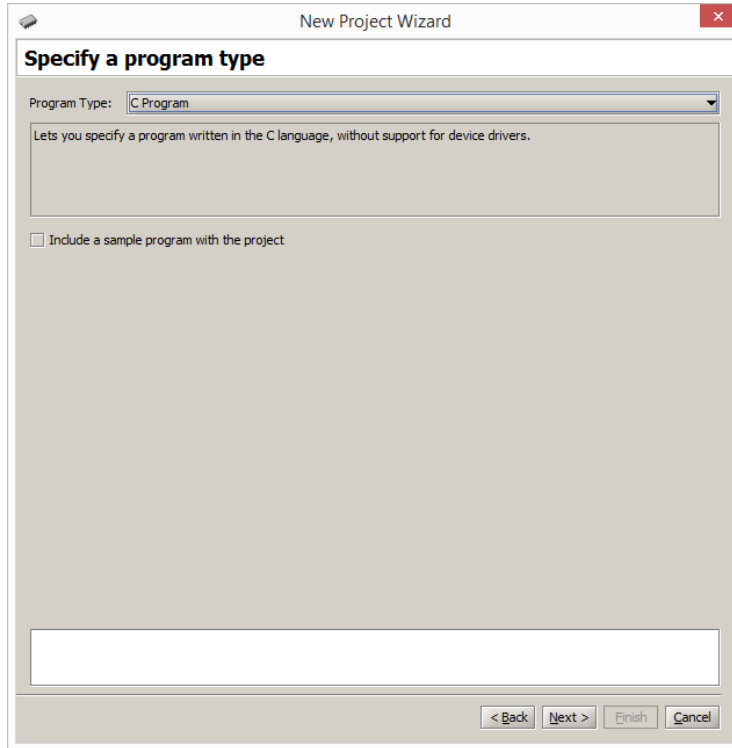 New Project Wizard
Specify a program type
Program Type: C Program
Lets you specify a program written in the C language, without support for device drivers.
Include a sample program with the project
< Back Next > Finish Cancel